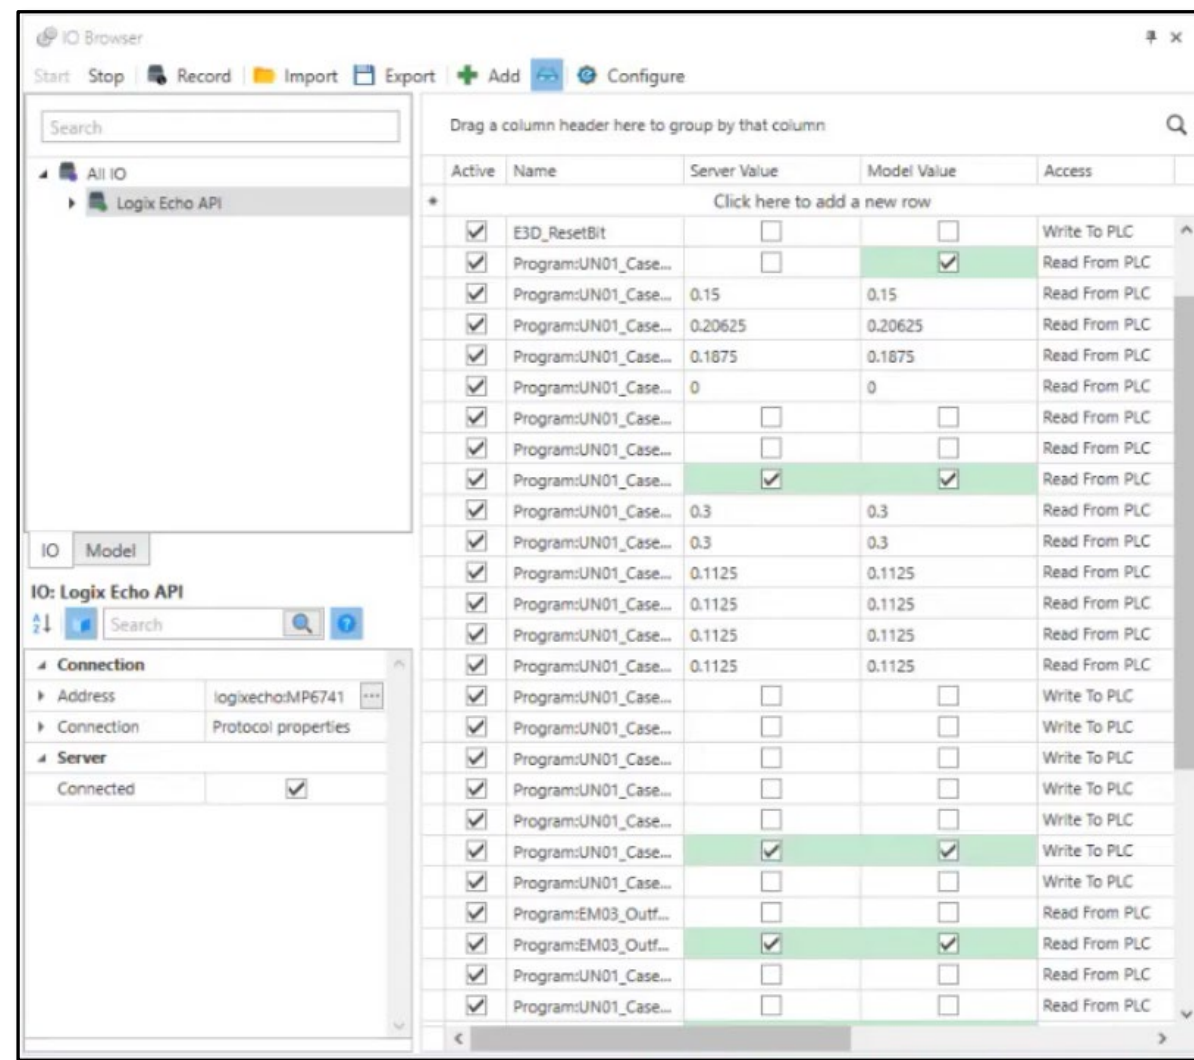 IO Browser
Start Stop Record Import Export Add Configure
Search
All IO
Logix Echo API
IO Model
IO: Logix Echo API
Search
Connection
Address logixecho:MP6741 ...
Connection Protocol properties
Server
Connected
Drag a column header here to group by that column
Active Name Server Value Model Value Access
Click here to add a new row
E3D_ResetBit Write To PLC
Program:UN01_Case... Read From PLC
Program:UN01_Case... 0.15 0.15 Read From PLC
Program:UN01_Case... 0.20625 0.20625 Read From PLC
Program:UN01_Case... 0.1875 0.1875 Read From PLC
Program:UN01_Case... 0 0 Read From PLC
Program:UN01_Case... Read From PLC
Program:UN01_Case... Read From PLC
Program:UN01_Case... Read From PLC
Program:UN01_Case... 0.3 0.3 Read From PLC
Program:UN01_Case... 0.3 0.3 Read From PLC
Program:UN01_Case... 0.1125 0.1125 Read From PLC
Program:UN01_Case... 0.1125 0.1125 Read From PLC
Program:UN01_Case... 0.1125 0.1125 Read From PLC
Program:UN01_Case... 0.1125 0.1125 Read From PLC
Program:UN01_Case... Write To PLC
Program:UN01_Case... Write To PLC
Program:UN01_Case... Write To PLC
Program:UN01_Case... Write To PLC
Program:UN01_Case... Write To PLC
Program:UN01_Case... Write To PLC
Program:UN01_Case... Write To PLC
Program:EM03_Outf... Read From PLC
Program:EM03_Outf... Read From PLC
Program:UN01_Case... Read From PLC
Program:UN01_Case... Read From PLC